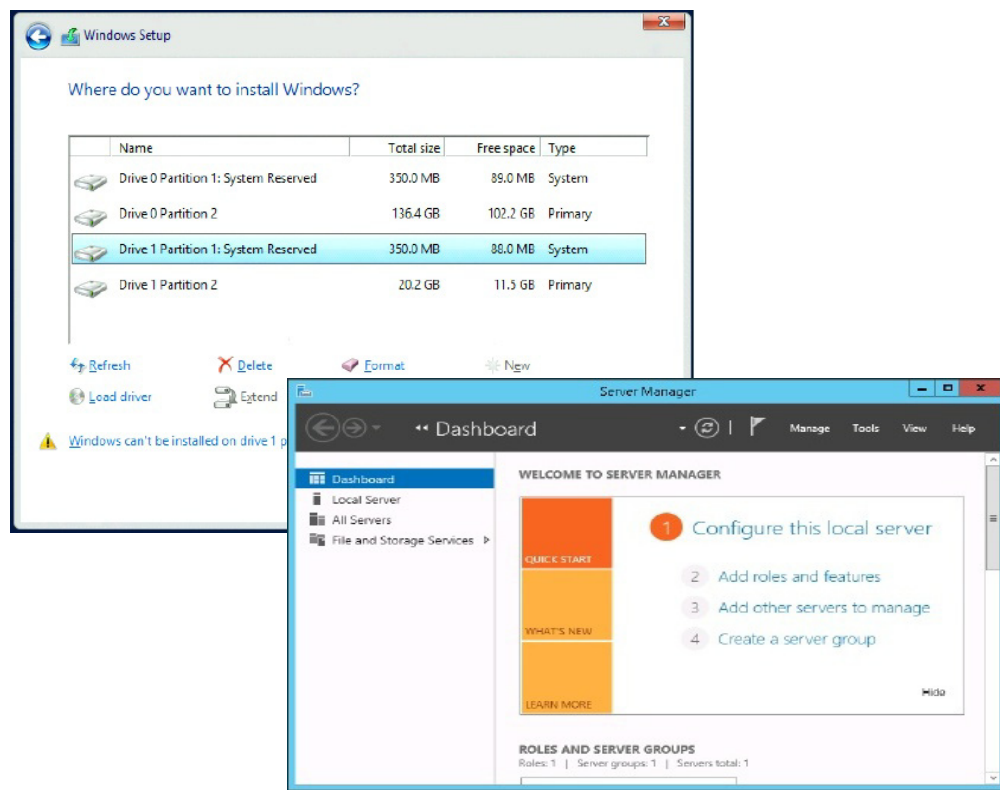 Windows Setup
Where do you want to install Windows?
Name Total size Free space Type
Drive 0 Partition 1: System Reserved 350.0 MB 89.0 MB System
Drive 0 Partition 2 136.4 GB 102.2 GB Primary
Drive 1 Partition 1: System Reserved 350.0 MB 88.0 MB System
Drive 1 Partition 2 20.2 GB 11.5 GB Primary
Refresh Delete Format New
Load driver Extend
Windows can't be installed on drive 1 p
Server Manager
Dashboard Manage Tools View Help
Dashboard
Local Server
All Servers
File and Storage Services
WELCOME TO SERVER MANAGER
QUICK START
WHAT'S NEW
LEARN MORE
1 Configure this local server
2 Add roles and features
3 Add other servers to manage
4 Create a server group
Hide
ROLES AND SERVER GROUPS
Roles: 1 | Server groups: 1 | Servers total: 1